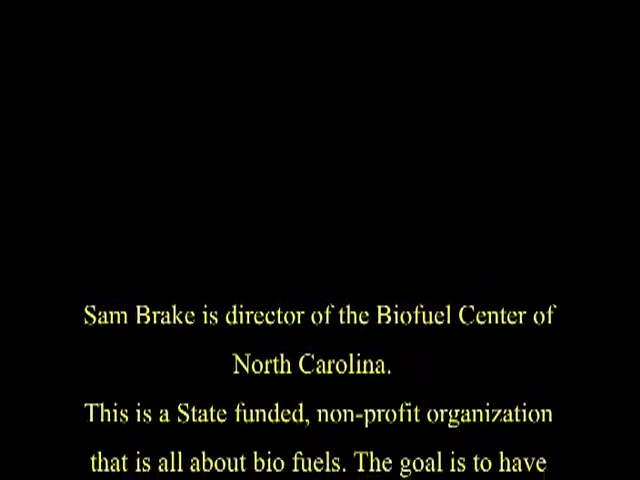 Sam Brake is director of the Biofuel Center of
North Carolina.
This is a State funded, non-profit organization
that is all about bio fuels. The goal is to have